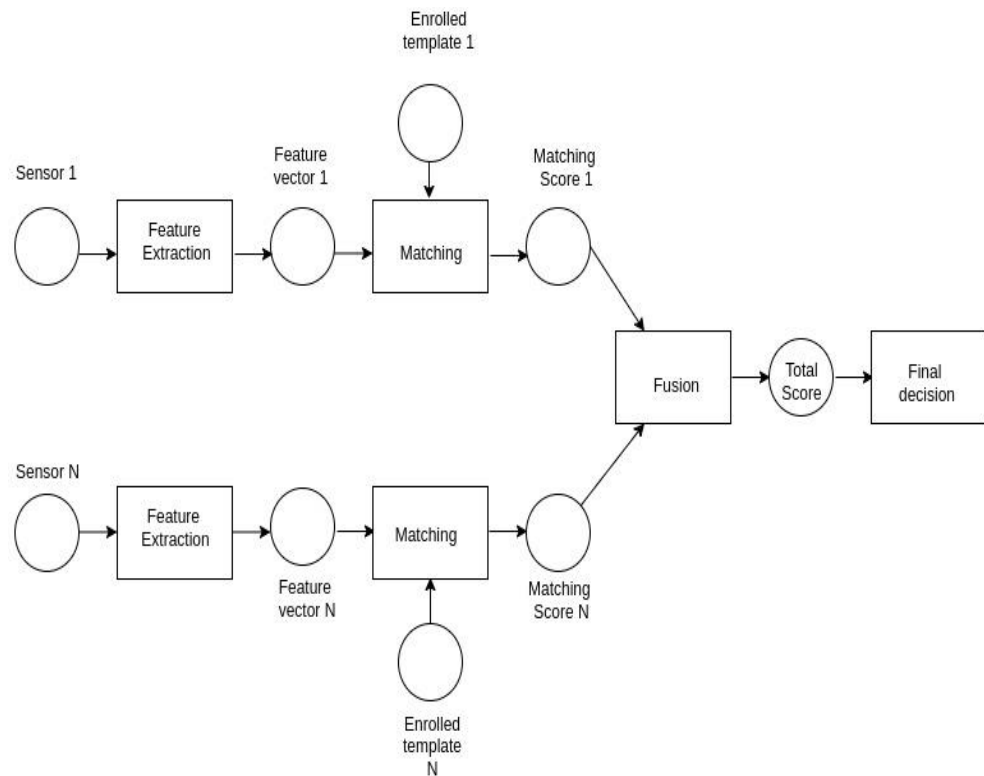 Enrolled
template 1
Sensor 1
Feature
Extraction
Feature
vector 1
Matching
Matching
Score 1
Fusion
Total
Score
Final
decision
Sensor N
Feature
Extraction
Feature
vector N
Matching
Matching
Score N
Enrolled
template
N